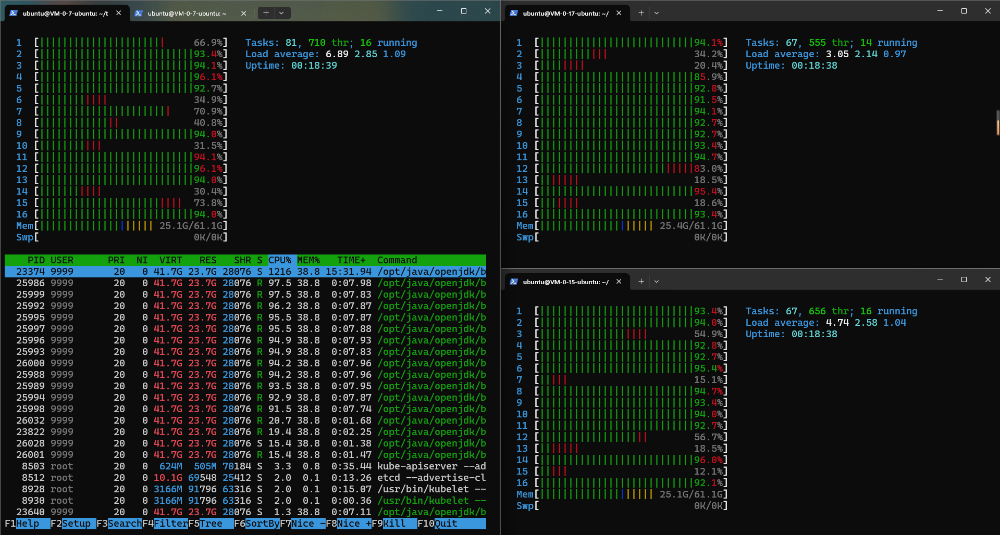 ubuntu@VM-0-7-ubuntu: ~/t
ubuntu@VM-0-7-ubuntu: ~
1 [ 66.9%] Tasks: 81, 710 thr; 16 running
2 [ 93.4%] Load average: 6.89 2.85 1.09
3 [ 94.1%] Uptime: 00:18:39
4 [ 96.1%]
5 [ 92.7%]
6 [ 34.9%]
7 [ 70.9%]
8 [ 40.8%]
9 [ 94.0%]
10 [ 31.5%]
11 [ 94.1%]
12 [ 96.1%]
13 [ 94.0%]
14 [ 30.4%]
15 [ 73.8%]
16 [ 94.0%]
Mem[ 25.1G/61.1G]
Swp[ 0K/0K]
PID USER PRI NI VIRT RES SHR S CPU% MEM% TIME+ Command
23374 9999 20 0 41.7G 23.7G 28076 S 1216 38.8 15:31.94 /opt/java/openjdk/b
25986 9999 20 0 41.7G 23.7G 28076 R 97.5 38.8 0:07.98 /opt/java/openjdk/b
25999 9999 20 0 41.7G 23.7G 28076 R 97.5 38.8 0:07.83 /opt/java/openjdk/b
25992 9999 20 0 41.7G 23.7G 28076 R 96.2 38.8 0:07.87 /opt/java/openjdk/b
25995 9999 20 0 41.7G 23.7G 28076 R 95.5 38.8 0:07.87 /opt/java/openjdk/b
25997 9999 20 0 41.7G 23.7G 28076 R 95.5 38.8 0:07.88 /opt/java/openjdk/b
25996 9999 20 0 41.7G 23.7G 28076 R 94.9 38.8 0:07.93 /opt/java/openjdk/b
25993 9999 20 0 41.7G 23.7G 28076 R 94.9 38.8 0:07.83 /opt/java/openjdk/b
26000 9999 20 0 41.7G 23.7G 28076 R 94.2 38.8 0:07.96 /opt/java/openjdk/b
25988 9999 20 0 41.7G 23.7G 28076 R 94.2 38.8 0:07.96 /opt/java/openjdk/b
25989 9999 20 0 41.7G 23.7G 28076 R 93.5 38.8 0:07.95 /opt/java/openjdk/b
25994 9999 20 0 41.7G 23.7G 28076 R 92.9 38.8 0:07.87 /opt/java/openjdk/b
25998 9999 20 0 41.7G 23.7G 28076 R 91.5 38.8 0:07.74 /opt/java/openjdk/b
26032 9999 20 0 41.7G 23.7G 28076 R 20.7 38.8 0:01.68 /opt/java/openjdk/b
23822 9999 20 0 41.7G 23.7G 28076 R 19.4 38.8 0:02.25 /opt/java/openjdk/b
26028 9999 20 0 41.7G 23.7G 28076 S 15.4 38.8 0:01.38 /opt/java/openjdk/b
26001 9999 20 0 41.7G 23.7G 28076 R 15.4 38.8 0:01.47 /opt/java/openjdk/b
8503 root 20 0 624M 505M 70184 S 3.3 0.8 0:35.44 kube-apiserver --ad
8512 root 20 0 10.1G 69548 25412 S 2.0 0.1 0:13.26 etcd --advertise-cl
8928 root 20 0 3166M 91796 63316 S 2.0 0.1 0:15.07 /usr/bin/kubelet --
8930 root 20 0 3166M 91796 63316 S 2.0 0.1 0:00.36 /usr/bin/kubelet --
23640 9999 20 0 41.7G 23.7G 28076 S 1.3 38.8 0:07.11 /opt/java/openjdk/b
F1Help F2Setup F3SearchF4FilterF5Tree F6SortByF7Nice -F8Nice +F9Kill F10Quit
ubuntu@VM-0-17-ubuntu: ~/
1 [ 94.1%] Tasks: 67, 555 thr; 14 running
2 [ 34.2%] Load average: 3.05 2.14 0.97
3 [ 20.4%] Uptime: 00:18:38
4 [ 85.9%]
5 [ 92.8%]
6 [ 91.5%]
7 [ 94.1%]
8 [ 92.7%]
9 [ 92.7%]
10 [ 93.4%]
11 [ 94.7%]
12 [ 83.0%]
13 [ 18.5%]
14 [ 95.4%]
15 [ 18.6%]
16 [ 93.4%]
Mem[ 25.4G/61.1G]
Swp[ 0K/0K]
ubuntu@VM-0-15-ubuntu: ~/
1 [ 93.4%] Tasks: 67, 656 thr; 16 running
2 [ 94.0%] Load average: 4.74 2.58 1.04
3 [ 54.9%] Uptime: 00:18:38
4 [ 92.8%]
5 [ 92.7%]
6 [ 95.4%]
7 [ 15.1%]
8 [ 94.7%]
9 [ 93.4%]
10 [ 94.0%]
11 [ 92.7%]
12 [ 56.7%]
13 [ 18.5%]
14 [ 96.0%]
15 [ 12.1%]
16 [ 92.1%]
Mem[ 25.1G/61.1G]
Swp[ 0K/0K]